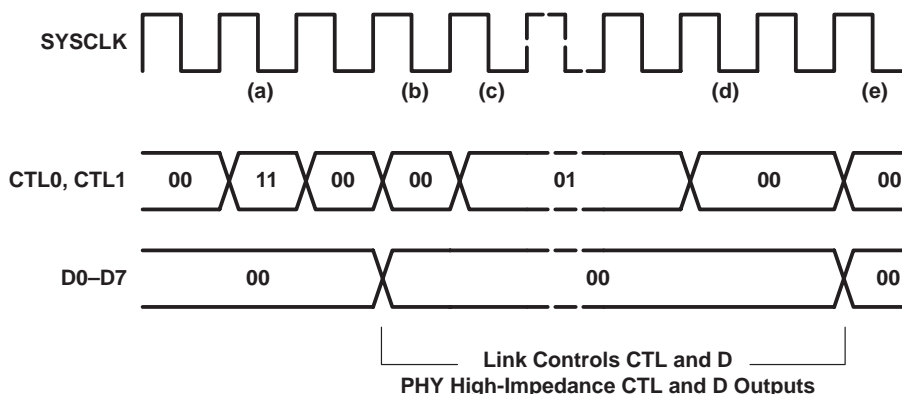 SYSCLK
(a) (b) (c) (d) (e)
CTL0, CTL1 00 11 00 00 01 00 00
D0–D7 00 00 00
Link Controls CTL and D
PHY High-Impedance CTL and D Outputs